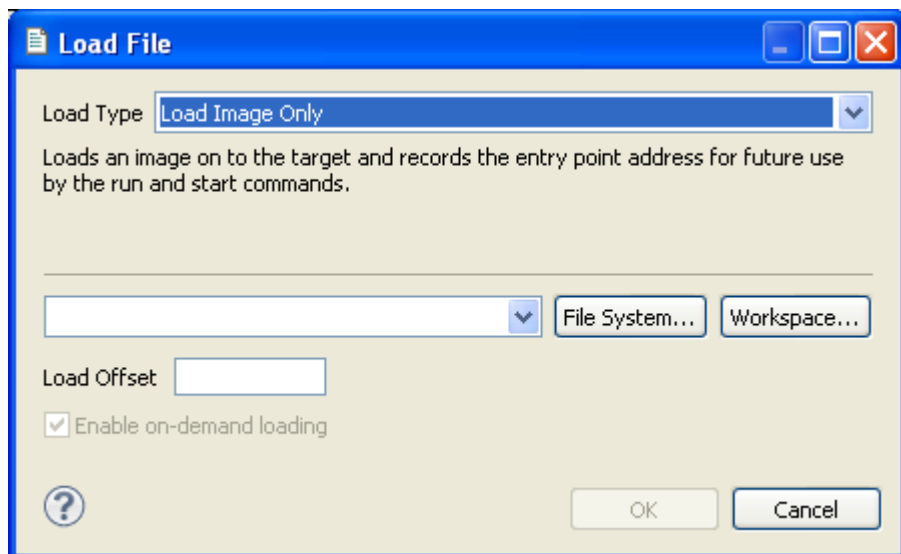 Load File
Load Type Load Image Only
Loads an image on to the target and records the entry point address for future use
by the run and start commands.
File System... Workspace...
Load Offset
Enable on-demand loading
?
OK Cancel